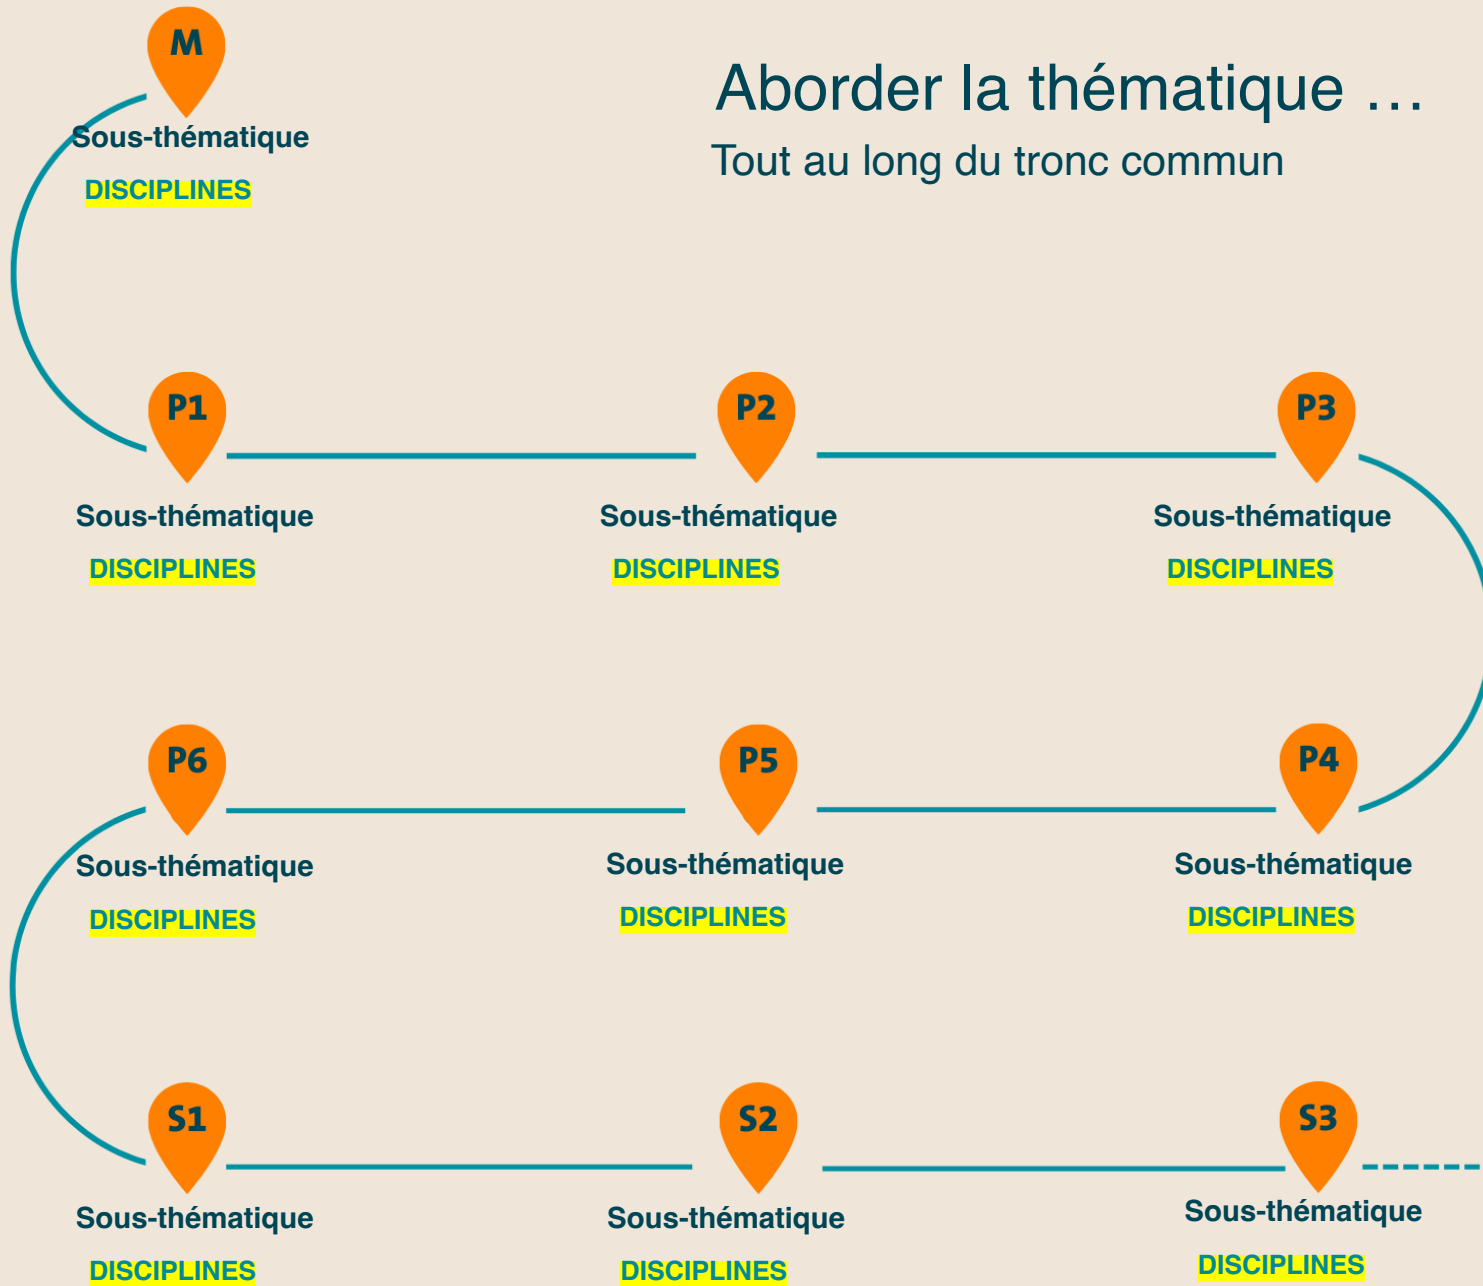 M
Aborder la thématique …
Tout au long du tronc commun
Sous-thématique
DISCIPLINES
P1
P2
P3
Sous-thématique
Sous-thématique
Sous-thématique
DISCIPLINES
DISCIPLINES
DISCIPLINES
P6
P5
P4
Sous-thématique
Sous-thématique
Sous-thématique
DISCIPLINES
DISCIPLINES
DISCIPLINES
S1
S2
S3
Sous-thématique
Sous-thématique
Sous-thématique
DISCIPLINES
DISCIPLINES
DISCIPLINES